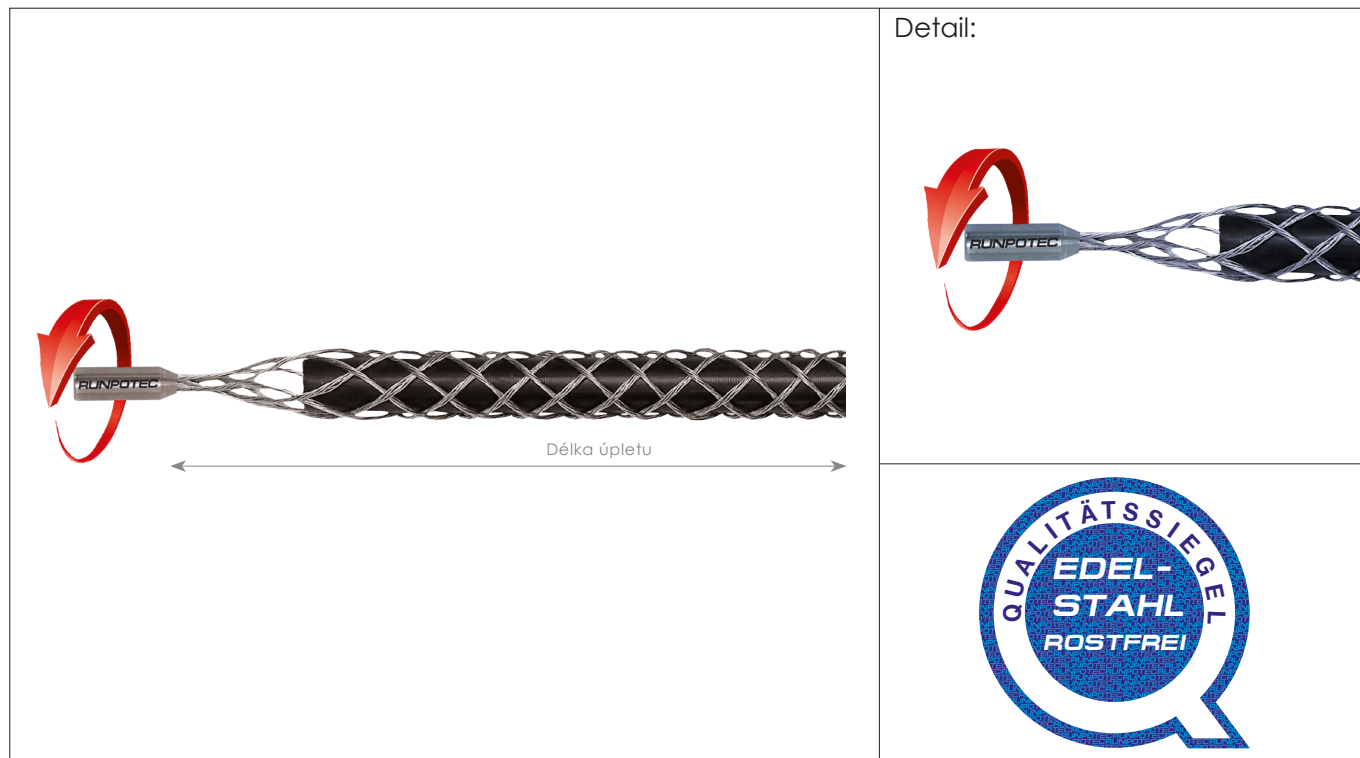 Detail:
RUNPOTEC
RUNPOTEC
Délka úpletu
QUALITÄTSSIEGEL
EDEL-
STAHL
ROSTFREI